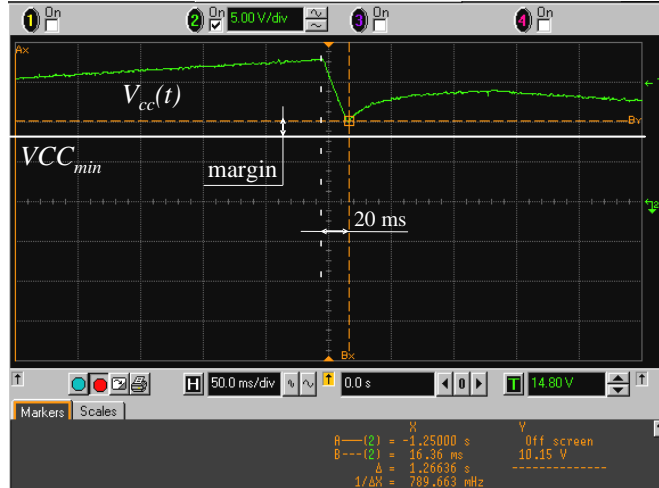 1 On 2 On 5.00 V/div 3 On 4 On
Ax
Vcc(t)
By
VCCmin
margin
2
20 ms
Bx
H 50.0 ms/div 0.0 s 0 T 14.80 V
Markers Scales
X Y
A——(2) = -1.25000 s Off screen
B---(2) = 16.36 ms 10.15 V
Δ = 1.26636 s --------------
1/ΔX = 789.663 mHz